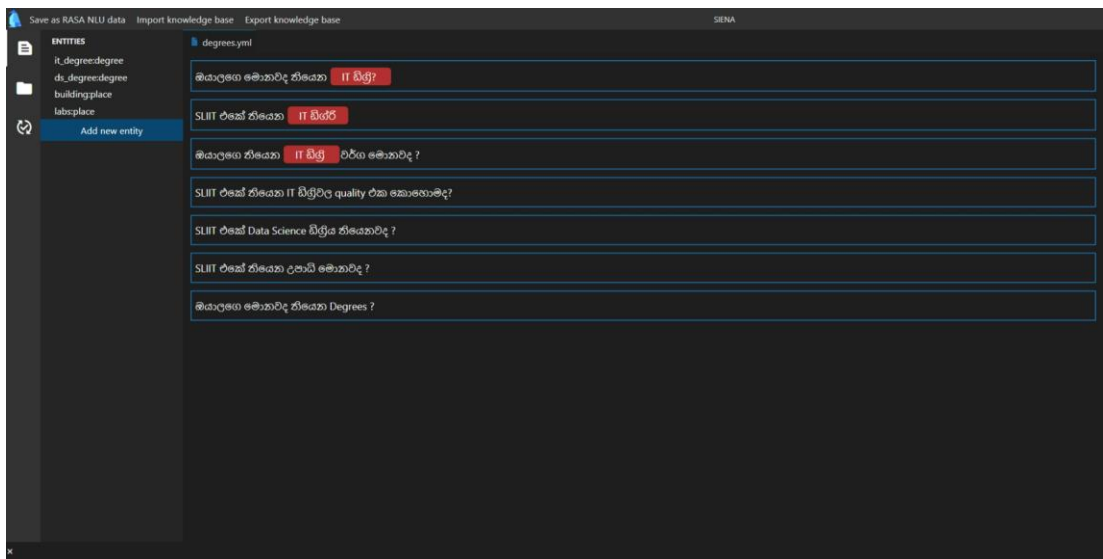 Save as RASA NLU data Import knowledge base Export knowledge base SIENA
ENTITIES
it_degree:degree
ds_degree:degree
building:place
labs:place
Add new entity
degrees.yml
ඔයාලගෙ මොනවද තියෙන IT ඩිග්‍රි?
SLIIT එකේ තියෙන IT ඩිග්රි
ඔයාලගෙ තියෙන IT ඩිග්‍රි වර්ග මොනවද ?
SLIIT එකේ තියෙන IT ඩිග්‍රිවල quality එක කොහොමද?
SLIIT එකේ Data Science ඩිග්‍රිය තියෙනවද ?
SLIIT එකේ තියෙන උපාධි මොනවද ?
ඔයාලගෙ මොනවද තියෙන Degrees ?